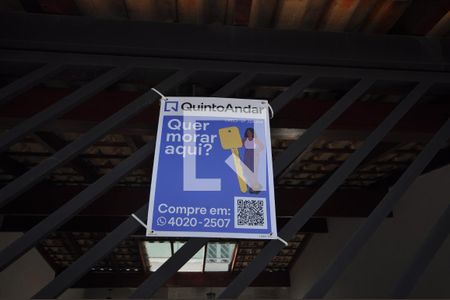 QuintoAndar
Quer
morar
aqui?
Compre em:
4020-2507